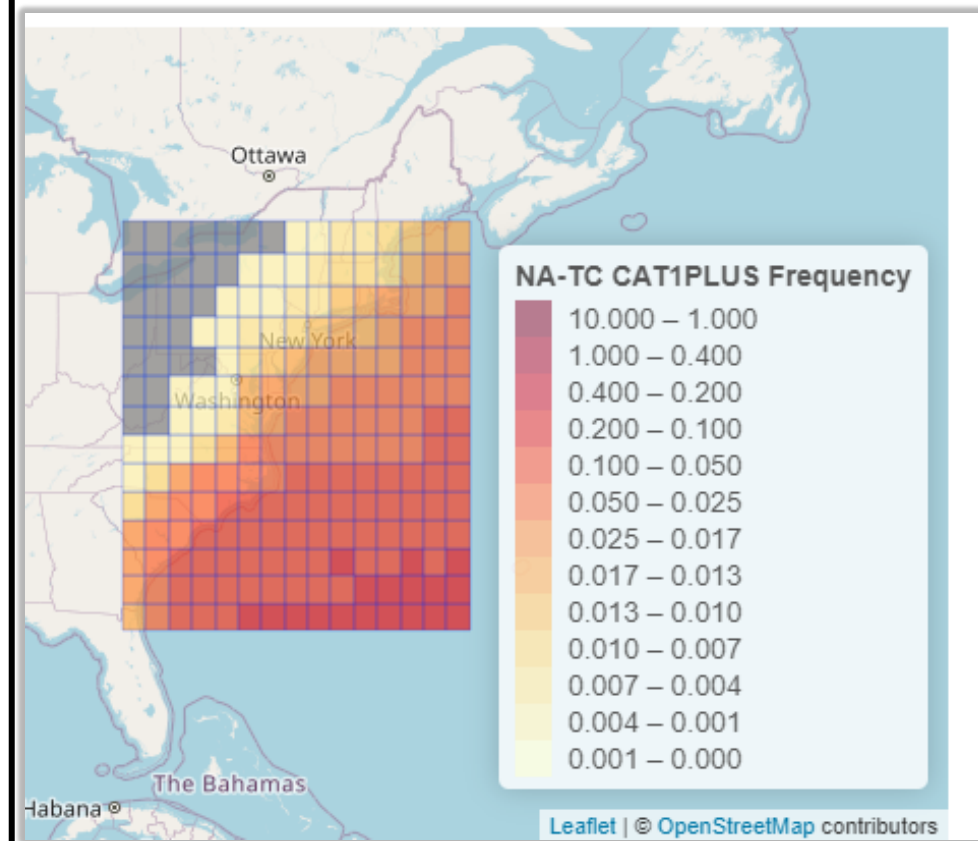 Ottawa
NA-TC CAT1PLUS Frequency
10.000 – 1.000
1.000 – 0.400
0.400 – 0.200
0.200 – 0.100
0.100 – 0.050
0.050 – 0.025
0.025 – 0.017
0.017 – 0.013
0.013 – 0.010
0.010 – 0.007
0.007 – 0.004
0.004 – 0.001
0.001 – 0.000
New York
Washington
The Bahamas
Habana
Leaflet | © OpenStreetMap contributors